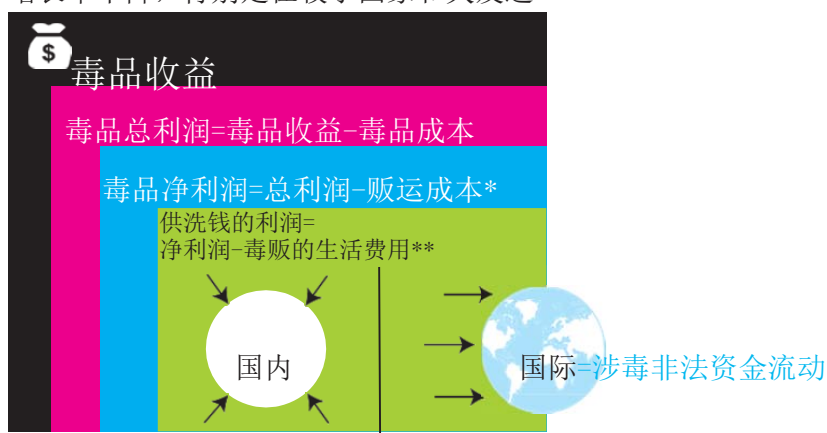 $
毒品收益
毒品总利润=毒品收益-毒品成本
毒品净利润=总利润-贩运成本*
供洗钱的利润=
净利润-毒贩的生活费用**
国内
国际=涉毒非法资金流动